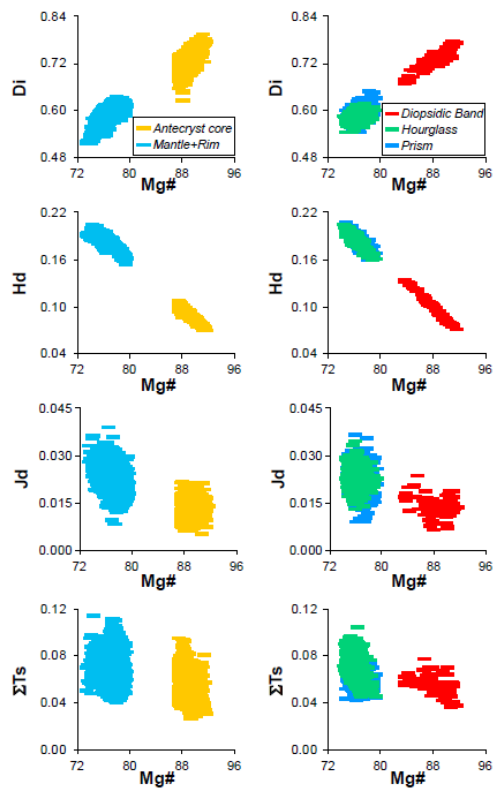 0.84
0.72
0.60
0.48
Di
Antecryst core
Mantle+Rim
72 80 88 96
Mg#
0.84
0.72
0.60
0.48
Di
Diopsidic Band
Hourglass
Prism
72 80 88 96
Mg#
0.22
0.16
0.10
0.04
Hd
72 80 88 96
Mg#
0.22
0.16
0.10
0.04
Hd
72 80 88 96
Mg#
0.045
0.030
0.015
0.000
Jd
72 80 88 96
Mg#
0.045
0.030
0.015
0.000
Jd
72 80 88 96
Mg#
0.12
0.08
0.04
0.00
ΣTs
72 80 88 96
Mg#
0.12
0.08
0.04
0.00
ΣTs
72 80 88 96
Mg#